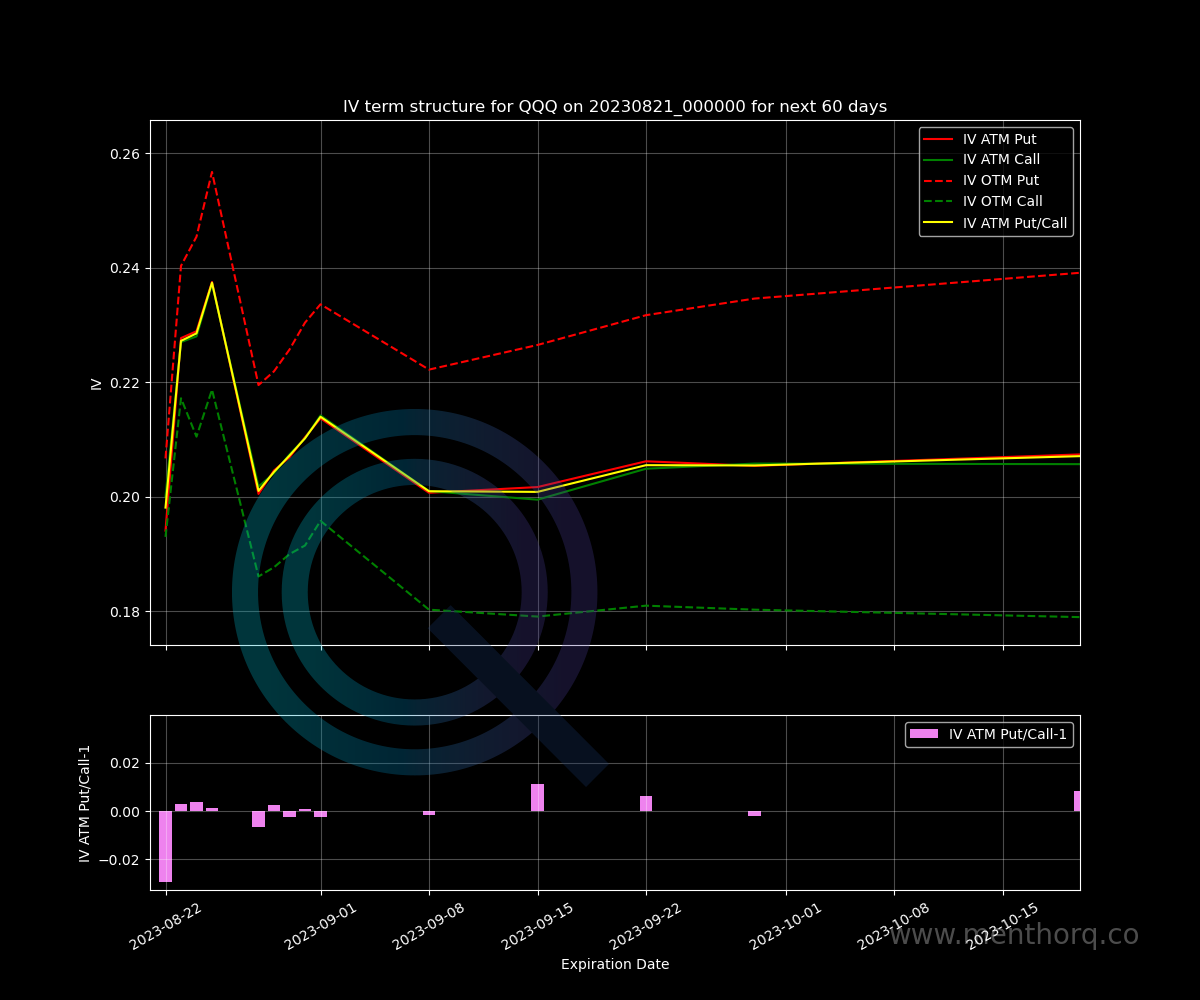 IV term structure for QQQ on 20230821_000000 for next 60 days
IV
0.26
0.24
0.22
0.20
0.18
IV ATM Put
IV ATM Call
IV OTM Put
IV OTM Call
IV ATM Put/Call
IV ATM Put/Call-1
0.02
0.00
−0.02
IV ATM Put/Call-1
2023-08-22
2023-09-01
2023-09-08
2023-09-15
2023-09-22
2023-10-01
2023-10-08
2023-10-15
www.menthorq.co
Expiration Date